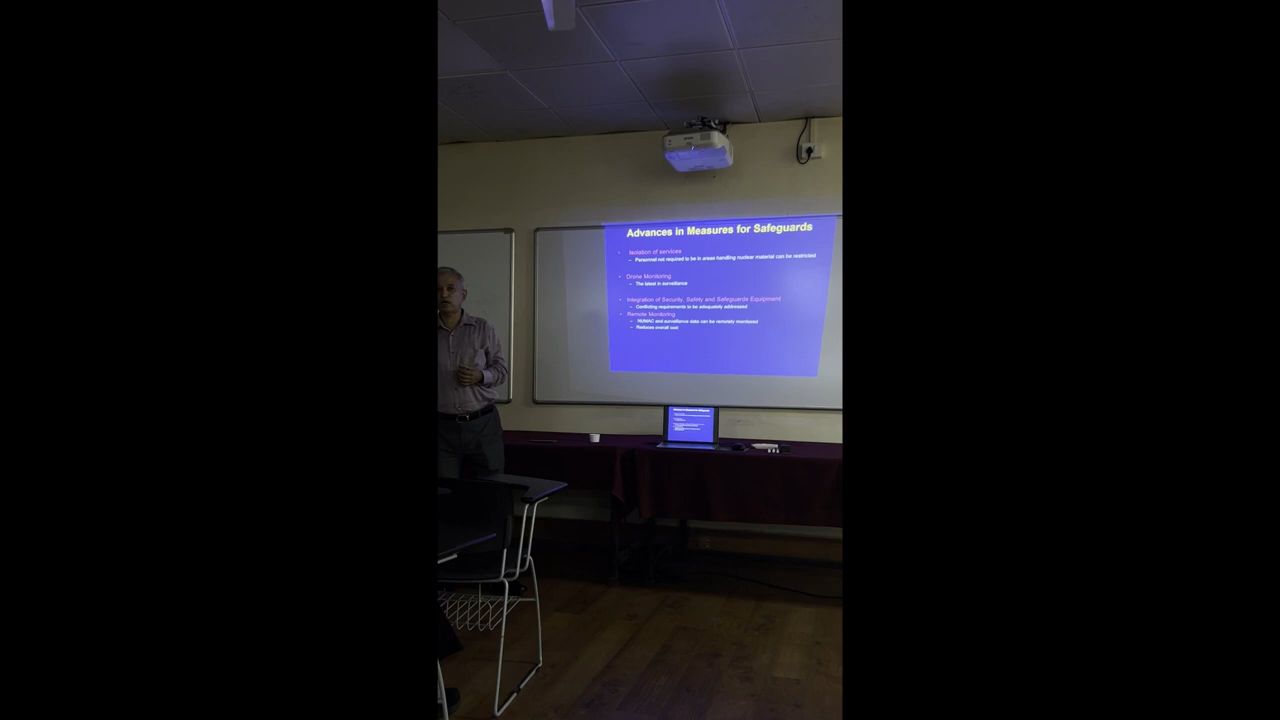 Advances in Measures for Safeguards
• Isolation of services
– Personnel not required to be in areas handling nuclear material can be restricted
• Drone Monitoring
– The latest in surveillance
• Integration of Security, Safety and Safeguards Equipment
– Conflicting requirements to be adequately addressed
• Remote Monitoring
– NUMAC and surveillance data can be remotely monitored
– Reduces overall cost